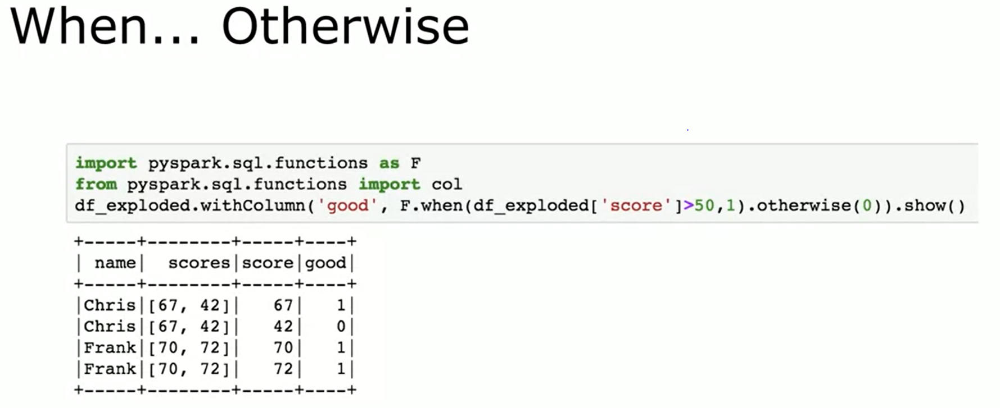 When... Otherwise
import pyspark.sql.functions as F
from pyspark.sql.functions import col
df_exploded.withColumn('good', F.when(df_exploded['score']>50,1).otherwise(0)).show()
+-----+--------+-----+----+
| name|  scores|score|good|
+-----+--------+-----+----+
|Chris|[67, 42]|   67|   1|
|Chris|[67, 42]|   42|   0|
|Frank|[70, 72]|   70|   1|
|Frank|[70, 72]|   72|   1|
+-----+--------+-----+----+